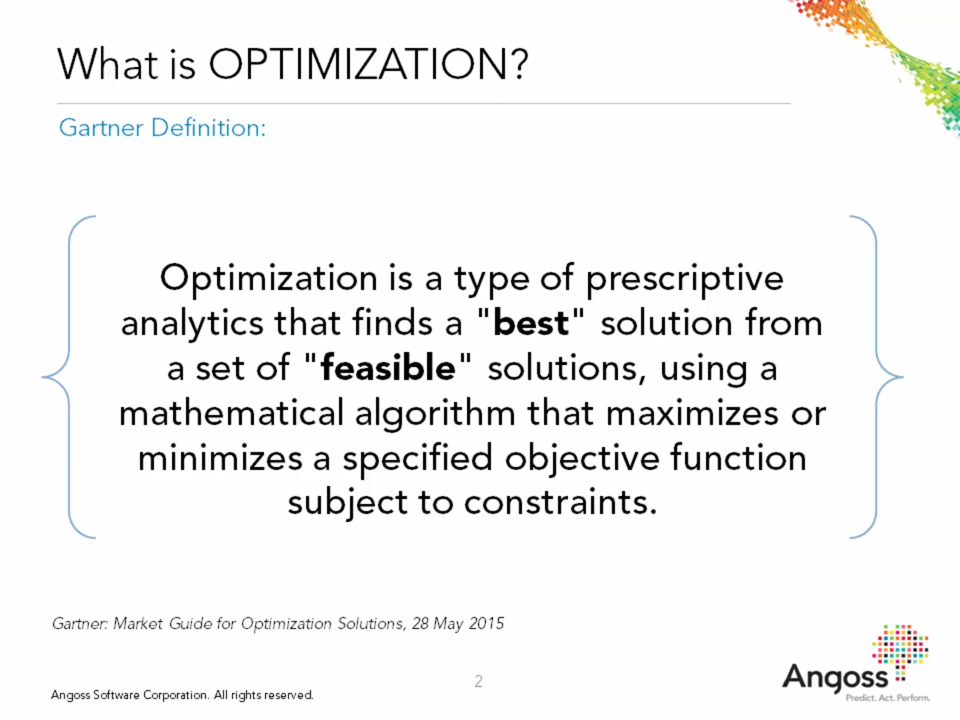 What is OPTIMIZATION?
Gartner Definition:
Optimization is a type of prescriptive
analytics that finds a "best" solution from
a set of "feasible" solutions, using a
mathematical algorithm that maximizes or
minimizes a specified objective function
subject to constraints.
Gartner: Market Guide for Optimization Solutions, 28 May 2015
Angoss
Predict. Act. Perform.
2
Angoss Software Corporation. All rights reserved.